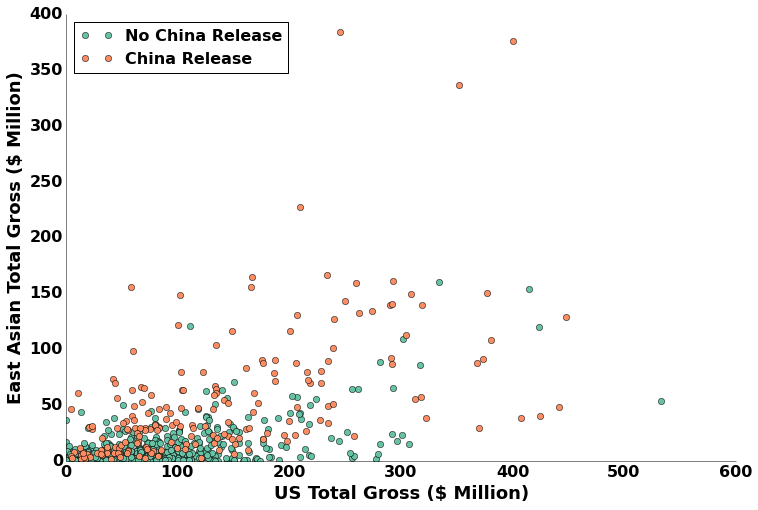 400
350
300
250
200
150
100
50
0
No China Release
China Release
East Asian Total Gross ($ Million)
0 100 200 300 400 500 600
US Total Gross ($ Million)